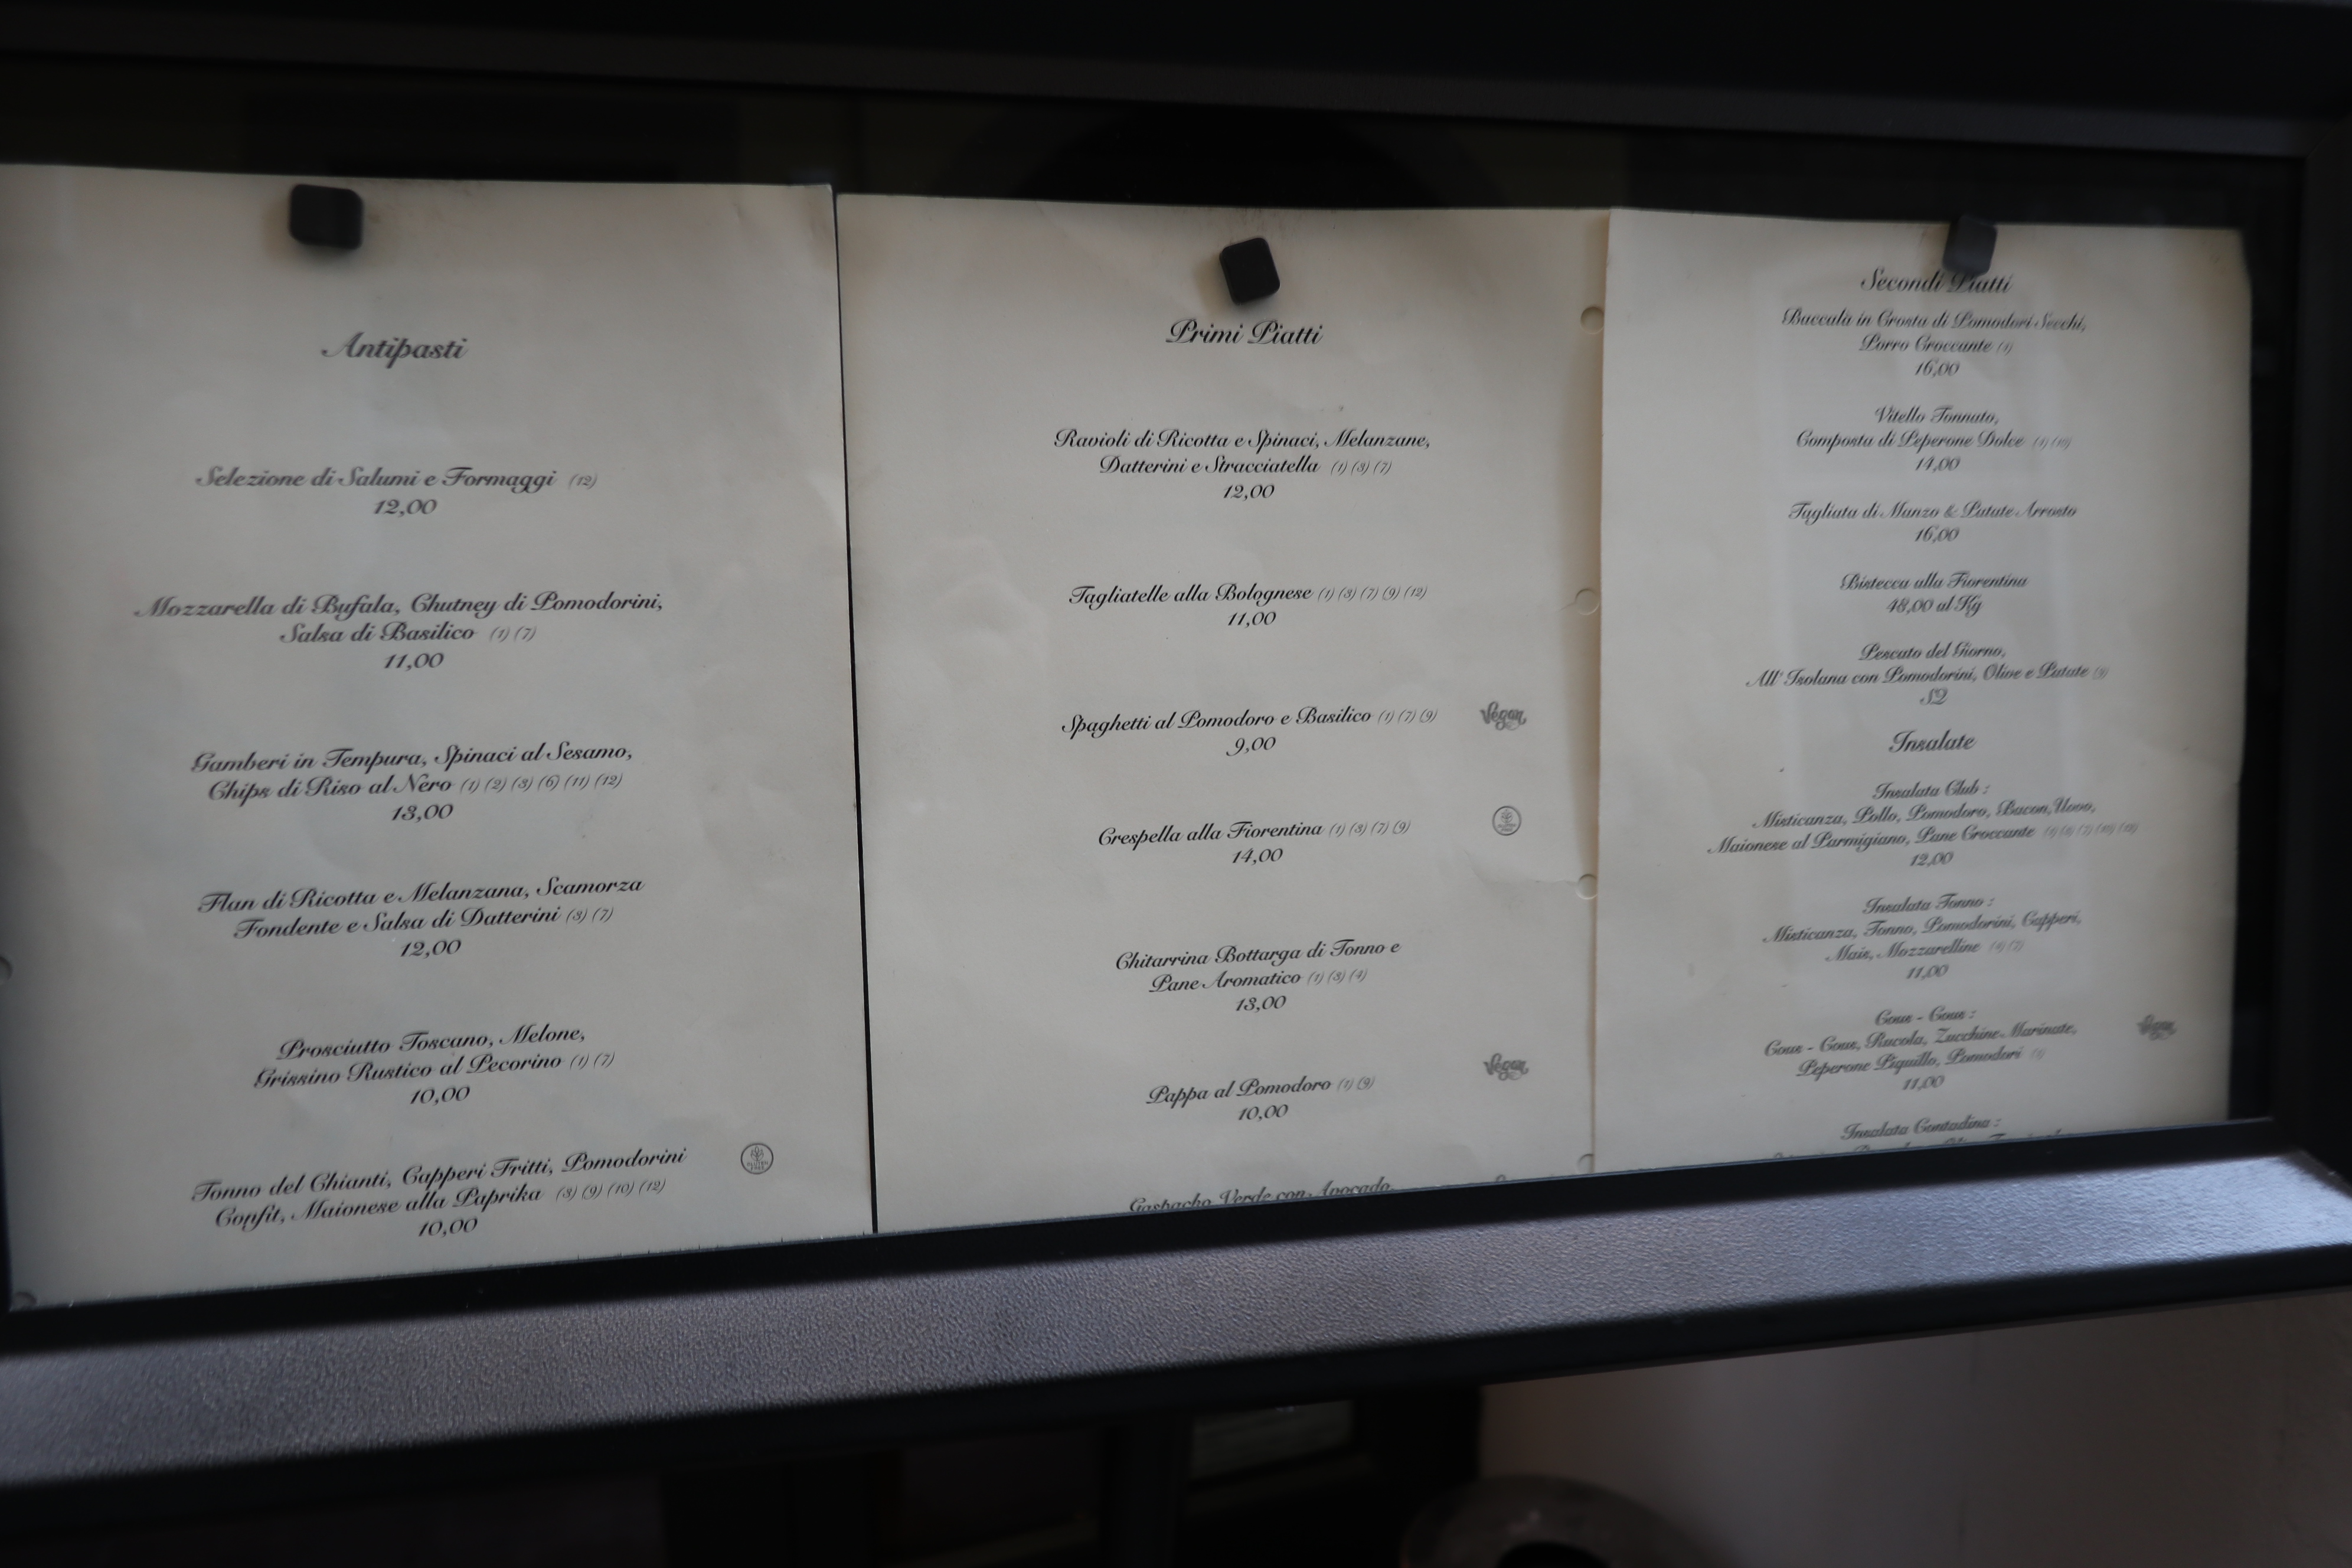 Antipasti
Selezione di Salumi e Formaggi (12)
12,00
Mozzarella di Bufala, Chutney di Pomodorini,
Salsa di Basilico (1) (7)
11,00
Gamberi in Tempura, Spinaci al Sesamo,
Chips di Riso al Nero (1) (2) (3) (6) (11) (12)
13,00
Flan di Ricotta e Melanzana, Scamorza
Fondente e Salsa di Datterini (3) (7)
12,00
Prosciutto Toscano, Melone,
Grissino Rustico al Pecorino (1) (7)
10,00
Tonno del Chianti, Capperi Fritti, Pomodorini
Confit, Maionese alla Paprika (3) (9) (10) (12)
10,00
Primi Piatti
Ravioli di Ricotta e Spinaci, Melanzane,
Datterini e Stracciatella (1) (3) (7)
12,00
Tagliatelle alla Bolognese (1) (3) (7) (9) (12)
11,00
Spaghetti al Pomodoro e Basilico (1) (7) (9) Vegan
9,00
Crespella alla Fiorentina (1) (3) (7) (9)
14,00
Chitarrina Bottarga di Tonno e
Pane Aromatico (1) (3) (4)
13,00
Pappa al Pomodoro (1) (9) Vegan
10,00
Gaspacho Verde con Avocado,
Secondi Piatti
Baccalà in Crosta di Pomodori Secchi,
Porro Croccante
16,00
Vitello Tonnato,
Composta di Peperone Dolce
14,00
Tagliata di Manzo & Patate Arrosto
16,00
Bistecca alla Fiorentina
48,00 al Kg
Pescato del Giorno,
All' Isolana con Pomodorini, Olive e Patate
SQ
Insalate
Insalata Club :
Misticanza, Pollo, Pomodoro, Bacon, Uovo,
Maionese al Parmigiano, Pane Croccante
12,00
Insalata Tonno :
Misticanza, Tonno, Pomodorini, Capperi,
Mais, Mozzarelline (4) (7)
11,00
Cous - Cous :
Cous - Cous, Rucola, Zucchine Marinate, Vegan
Peperone Piquillo, Pomodori (1)
11,00
Insalata Contadina :